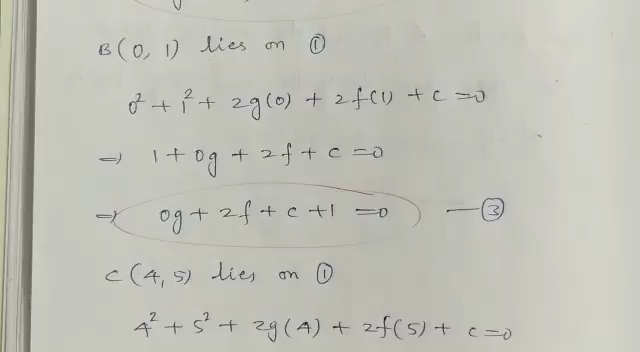 B(0, 1) lies on ①
0² + 1² + 2g(0) + 2f(1) + c = 0
⇒ 1 + 0g + 2f + c = 0
⇒ 0g + 2f + c + 1 = 0 — ③
C(4, 5) lies on ①
4² + 5² + 2g(4) + 2f(5) + c = 0